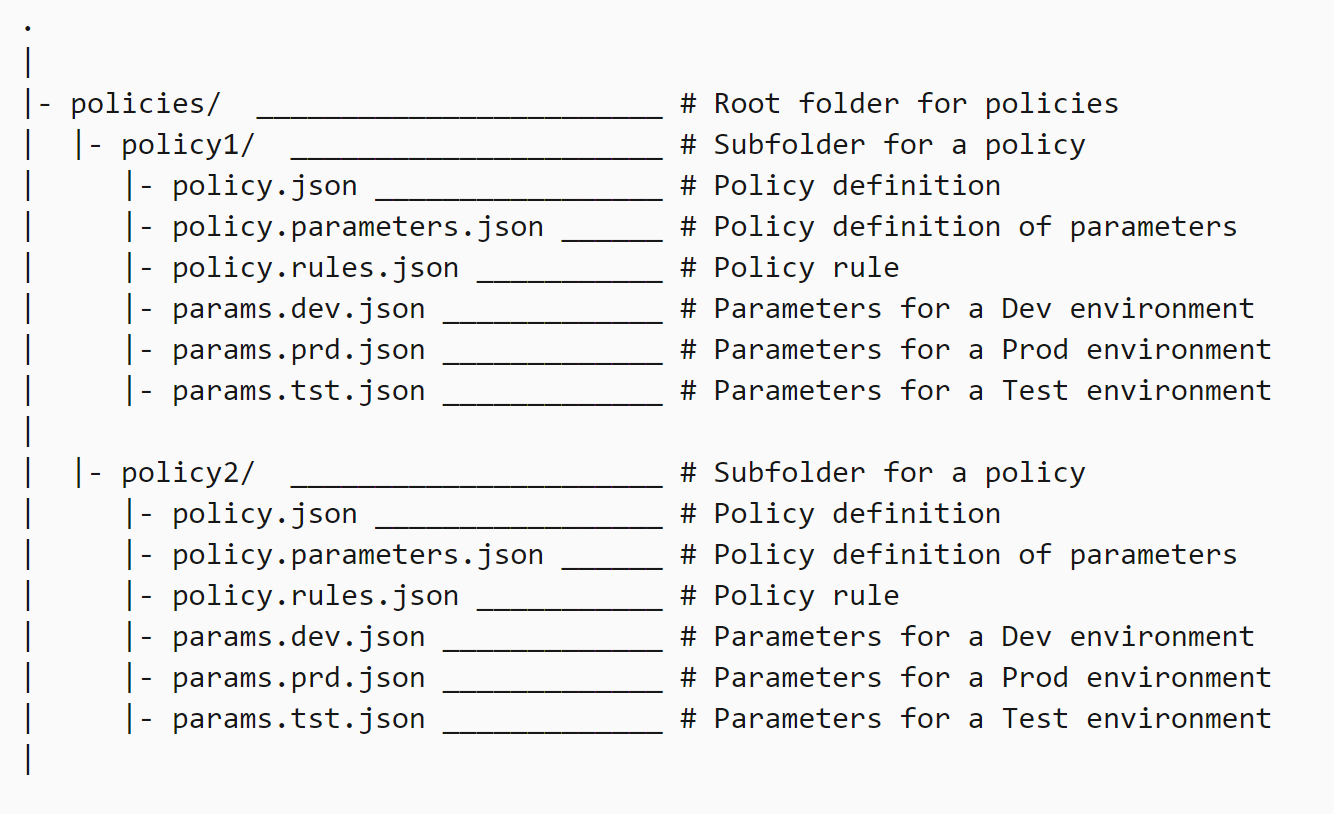 .
|
|- policies/  ________________________ # Root folder for policies
|  |- policy1/  ______________________ # Subfolder for a policy
|     |- policy.json _________________ # Policy definition
|     |- policy.parameters.json ______ # Policy definition of parameters
|     |- policy.rules.json ___________ # Policy rule
|     |- params.dev.json _____________ # Parameters for a Dev environment
|     |- params.prd.json _____________ # Parameters for a Prod environment
|     |- params.tst.json _____________ # Parameters for a Test environment
|
|  |- policy2/  ______________________ # Subfolder for a policy
|     |- policy.json _________________ # Policy definition
|     |- policy.parameters.json ______ # Policy definition of parameters
|     |- policy.rules.json ___________ # Policy rule
|     |- params.dev.json _____________ # Parameters for a Dev environment
|     |- params.prd.json _____________ # Parameters for a Prod environment
|     |- params.tst.json _____________ # Parameters for a Test environment
|